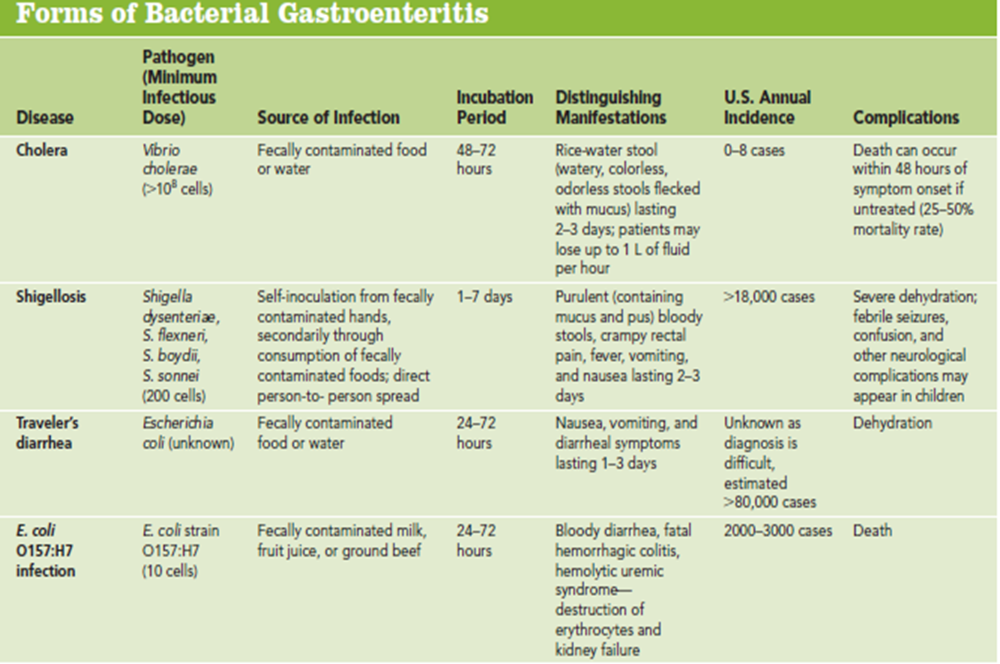 Forms of Bacterial Gastroenteritis
Disease
Pathogen
(Minimum
Infectious
Dose)
Source of Infection
Incubation
Period
Distinguishing
Manifestations
U.S. Annual
Incidence
Complications
Cholera
Vibrio
cholerae
(>10⁸ cells)
Fecally contaminated food
or water
48–72
hours
Rice-water stool
(watery, colorless,
odorless stools flecked
with mucus) lasting
2–3 days; patients may
lose up to 1 L of fluid
per hour
0–8 cases
Death can occur
within 48 hours of
symptom onset if
untreated (25–50%
mortality rate)
Shigellosis
Shigella
dysenteriae,
S. flexneri,
S. boydii,
S. sonnei
(200 cells)
Self-inoculation from fecally
contaminated hands,
secondarily through
consumption of fecally
contaminated foods; direct
person-to- person spread
1–7 days
Purulent (containing
mucus and pus) bloody
stools, crampy rectal
pain, fever, vomiting,
and nausea lasting 2–3
days
>18,000 cases
Severe dehydration;
febrile seizures,
confusion, and
other neurological
complications may
appear in children
Traveler's
diarrhea
Escherichia
coli (unknown)
Fecally contaminated
food or water
24–72
hours
Nausea, vomiting, and
diarrheal symptoms
lasting 1–3 days
Unknown as
diagnosis is
difficult,
estimated
>80,000 cases
Dehydration
E. coli
O157:H7
infection
E. coli strain
O157:H7
(10 cells)
Fecally contaminated milk,
fruit juice, or ground beef
24–72
hours
Bloody diarrhea, fatal
hemorrhagic colitis,
hemolytic uremic
syndrome—
destruction of
erythrocytes and
kidney failure
2000–3000 cases
Death